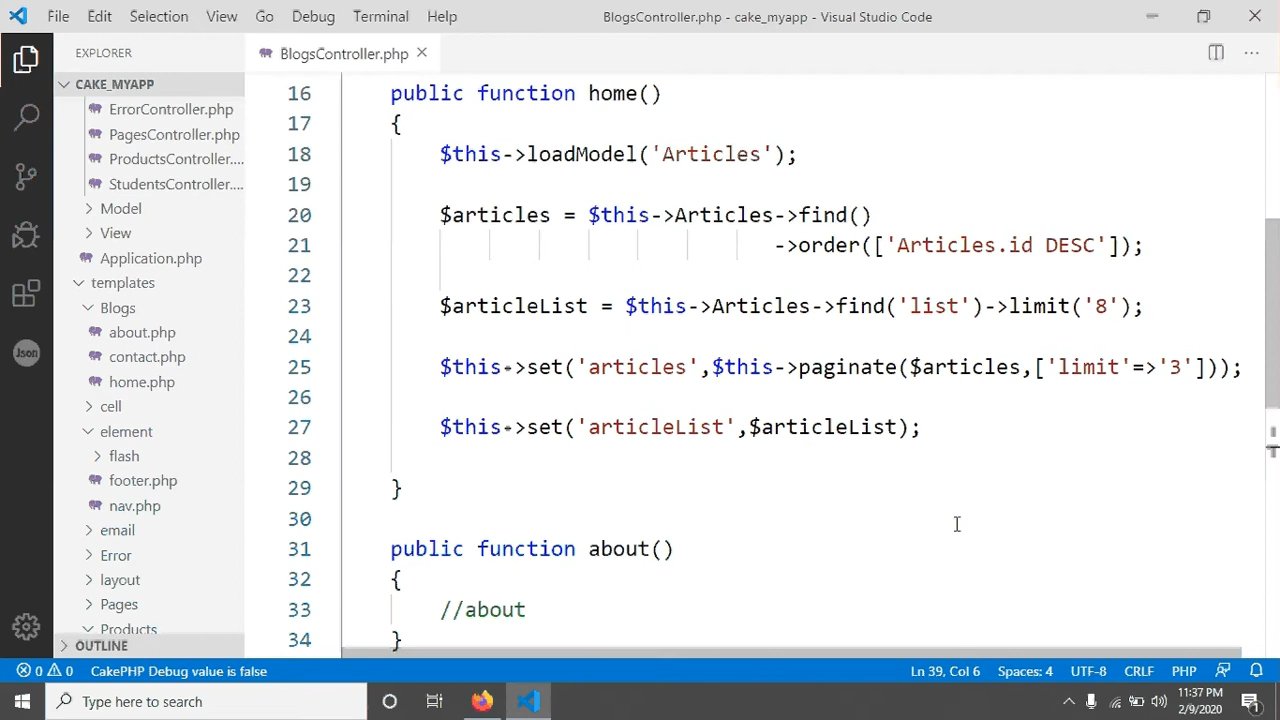 File Edit Selection View Go Debug Terminal Help BlogsController.php - cake_myapp - Visual Studio Code
EXPLORER
CAKE_MYAPP
ErrorController.php
PagesController.php
ProductsController....
StudentsController....
Model
View
Application.php
templates
Blogs
about.php
contact.php
home.php
cell
element
flash
footer.php
nav.php
email
Error
layout
Pages
Products
OUTLINE
Json
BlogsController.php
16 public function home()
17 {
18 $this->loadModel('Articles');
19
20 $articles = $this->Articles->find()
21 ->order(['Articles.id DESC']);
22
23 $articleList = $this->Articles->find('list')->limit('8');
24
25 $this->set('articles',$this->paginate($articles,['limit'=>'3']));
26
27 $this->set('articleList',$articleList);
28
29 }
30
31 public function about()
32 {
33 //about
34 }
0 0 CakePHP Debug value is false Ln 39, Col 6 Spaces: 4 UTF-8 CRLF PHP
Type here to search
11:37 PM
2/9/2020
1